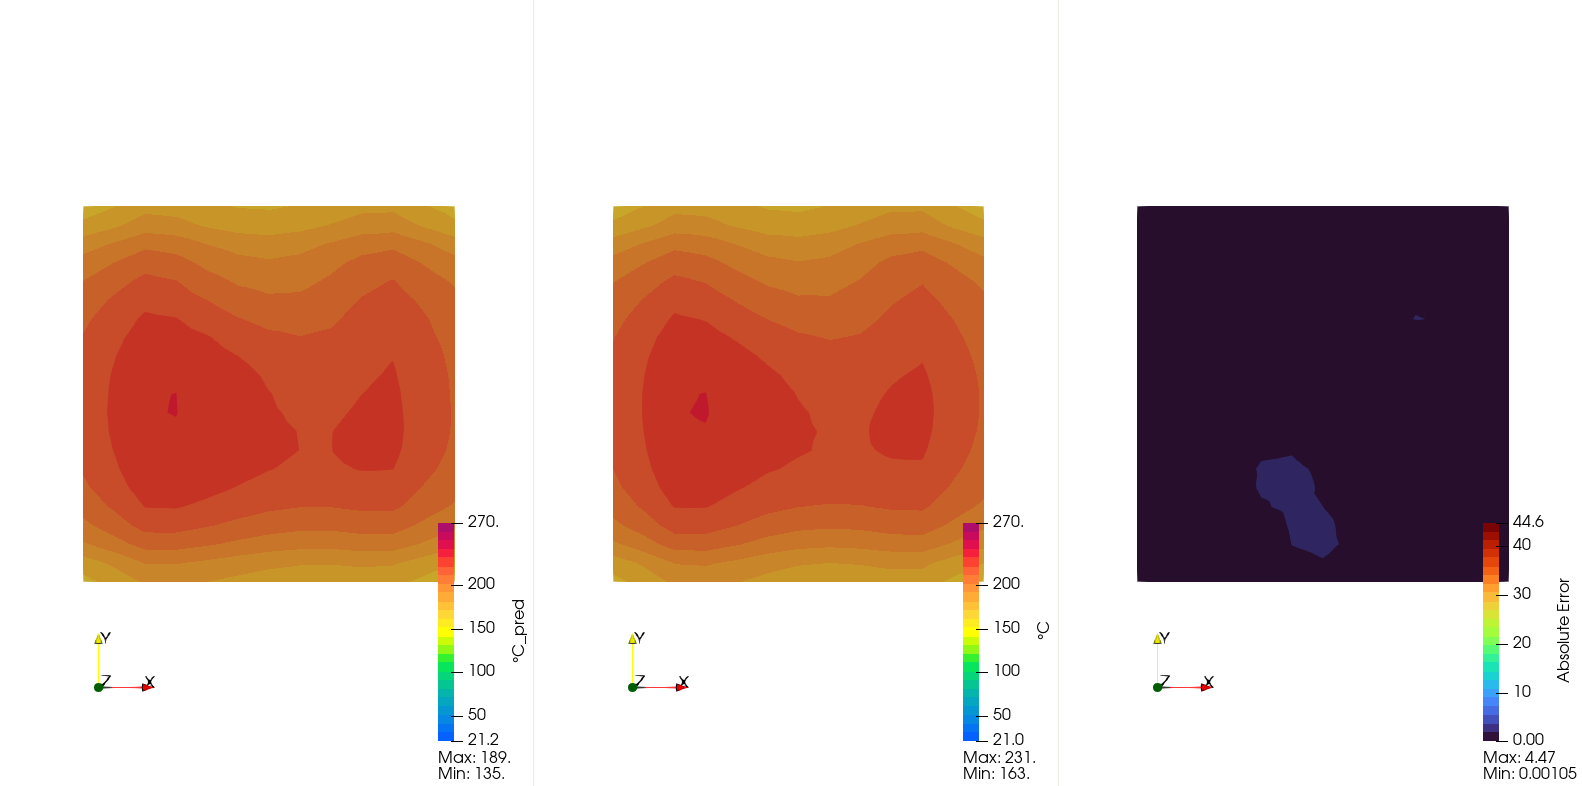 270.
200
150
100
50
21.2
°C_pred
Max: 189.
Min: 135.
Y
Z
X
270.
200
150
100
50
21.0
°C
Max: 231.
Min: 163.
Y
Z
X
44.6
40
30
20
10
0.00
Absolute Error
Max: 4.47
Min: 0.00105
Y
Z
X